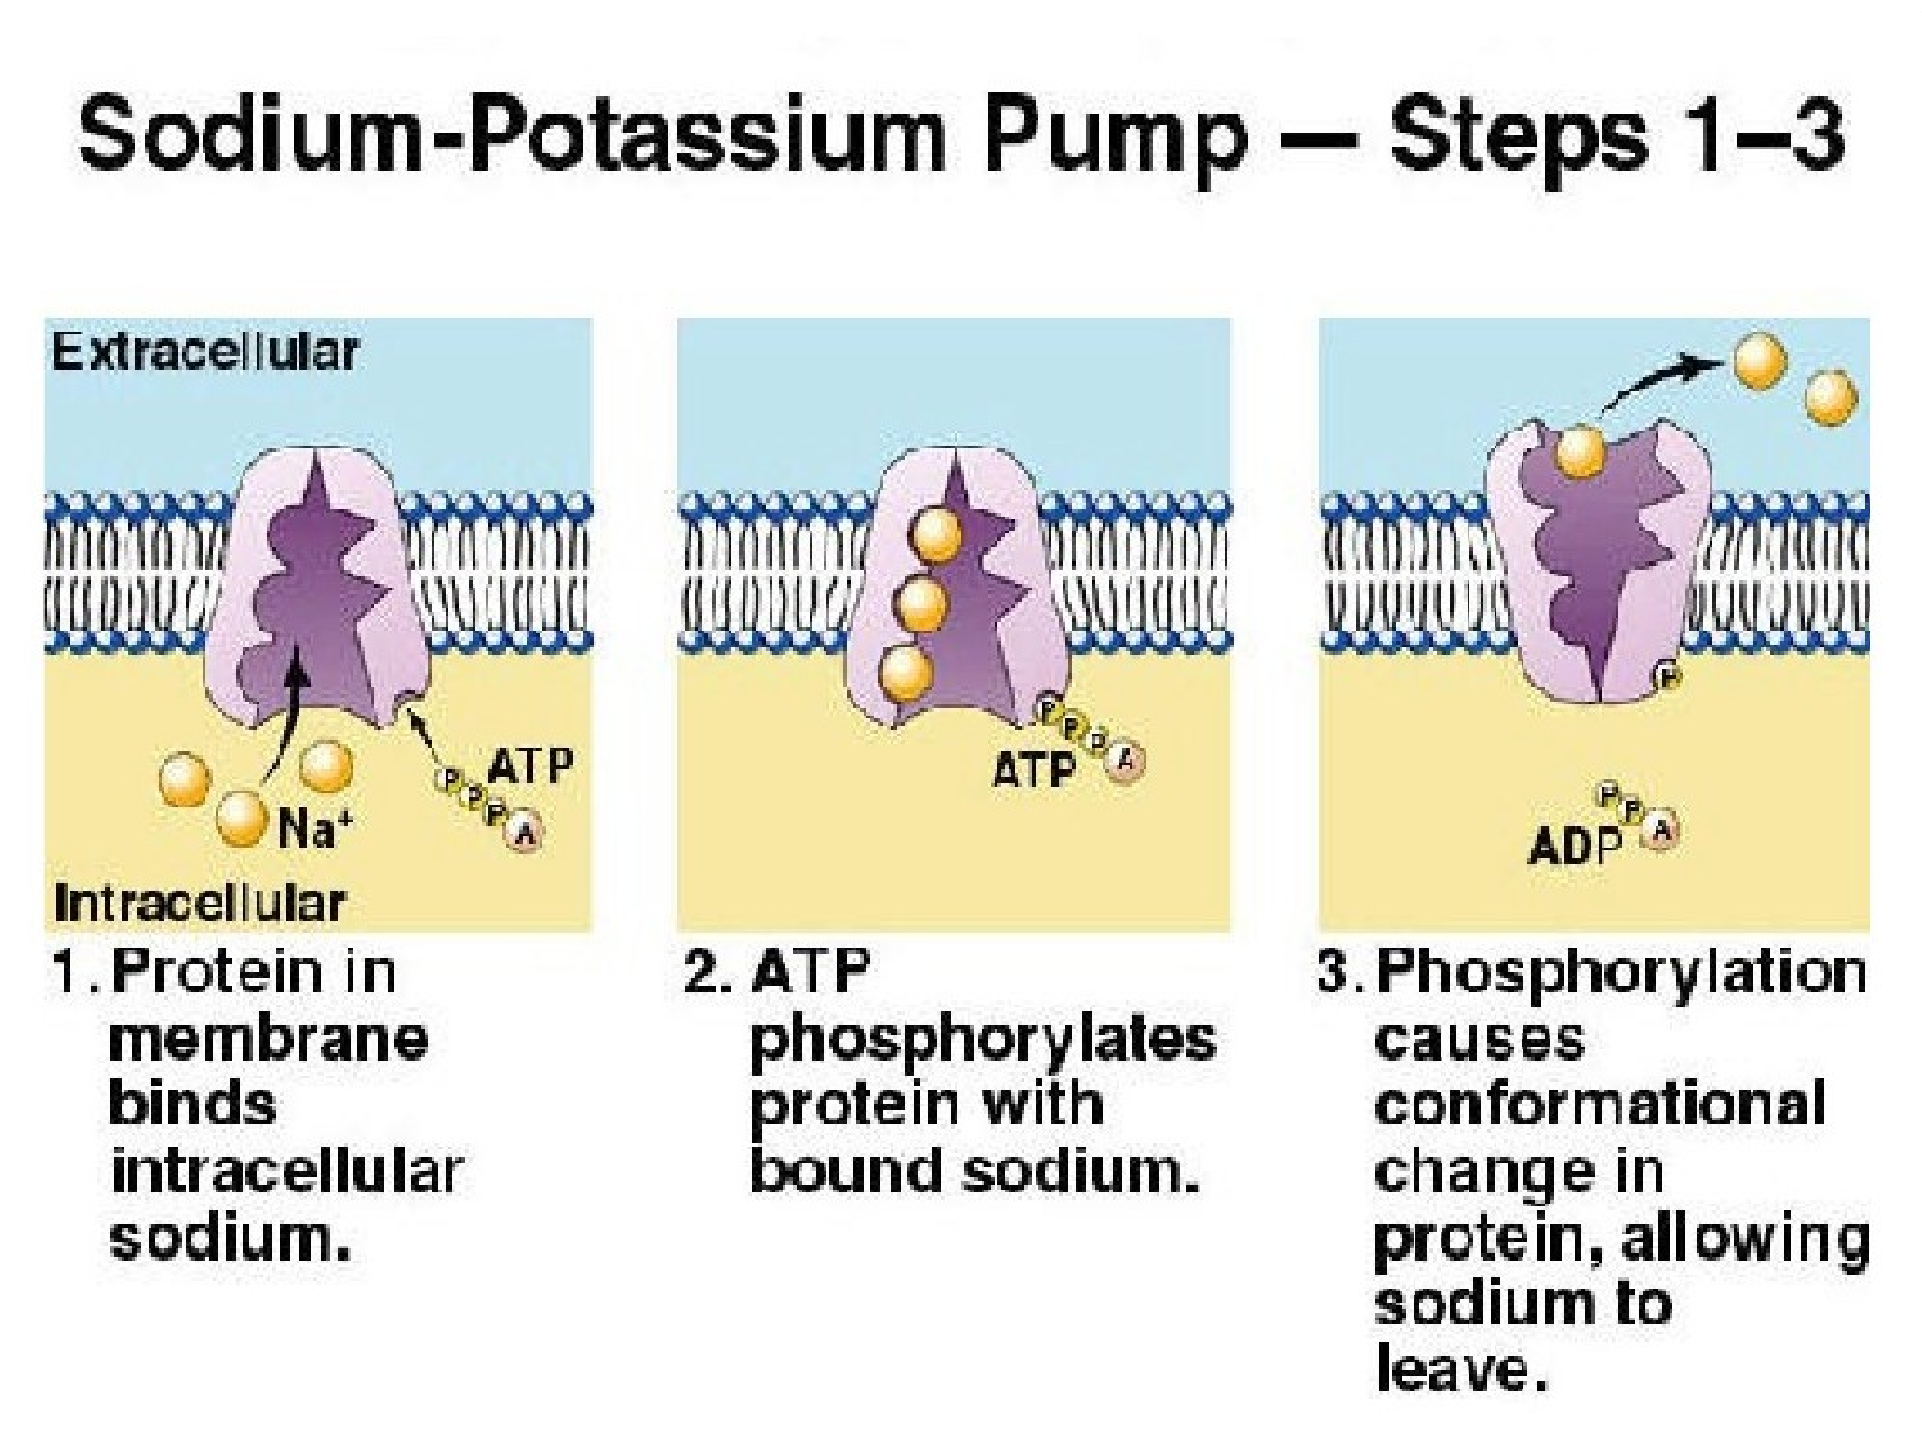 Sodium-Potassium Pump — Steps 1–3
Extracellular
ATP
P P P A
Na⁺
Intracellular
P P P A
ATP
P
P P A
ADP
1. Protein in
membrane
binds
intracellular
sodium.
2. ATP
phosphorylates
protein with
bound sodium.
3. Phosphorylation
causes
conformational
change in
protein, allowing
sodium to
leave.